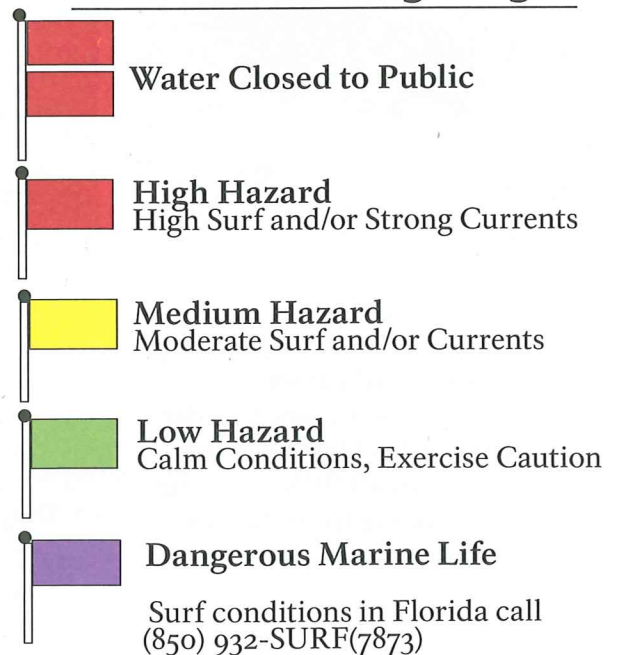 Water Closed to Public
High Hazard
High Surf and/or Strong Currents
Medium Hazard
Moderate Surf and/or Currents
Low Hazard
Calm Conditions, Exercise Caution
Dangerous Marine Life
Surf conditions in Florida call
(850) 932-SURF(7873)